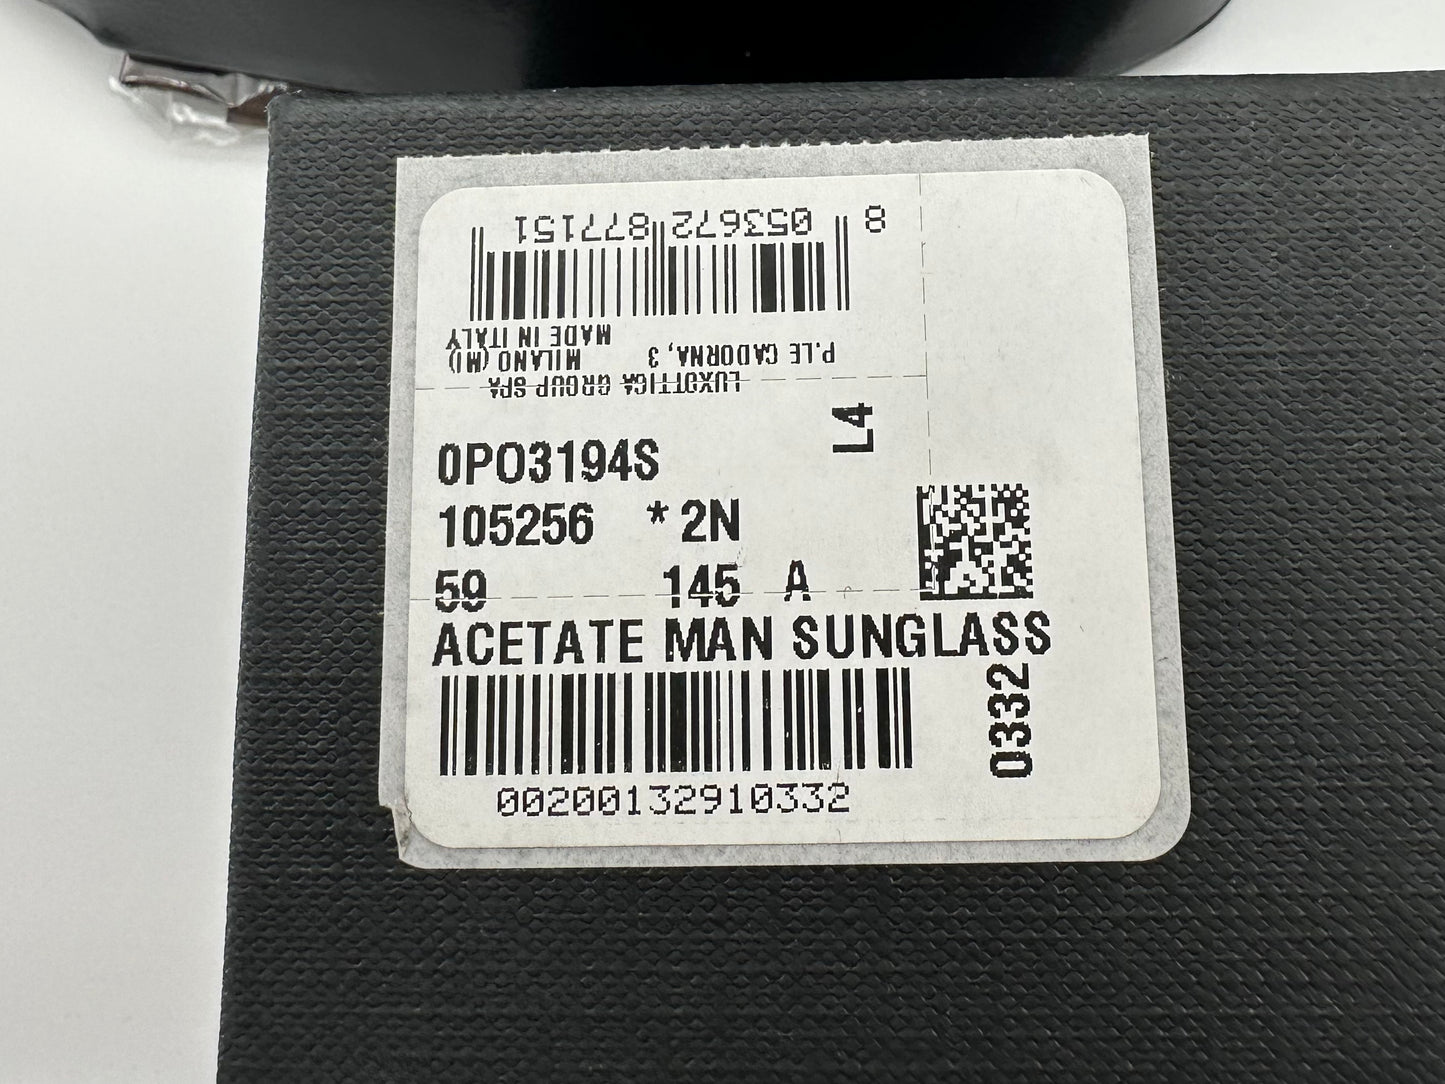 8 053672 877151
LUXOTTICA GROUP SPA
P.LE CADORNA, 3 MILANO (MI)
MADE IN ITALY
L4
0PO3194S
105256 * 2N
59 145 A
ACETATE MAN SUNGLASS
00200132910332
0332